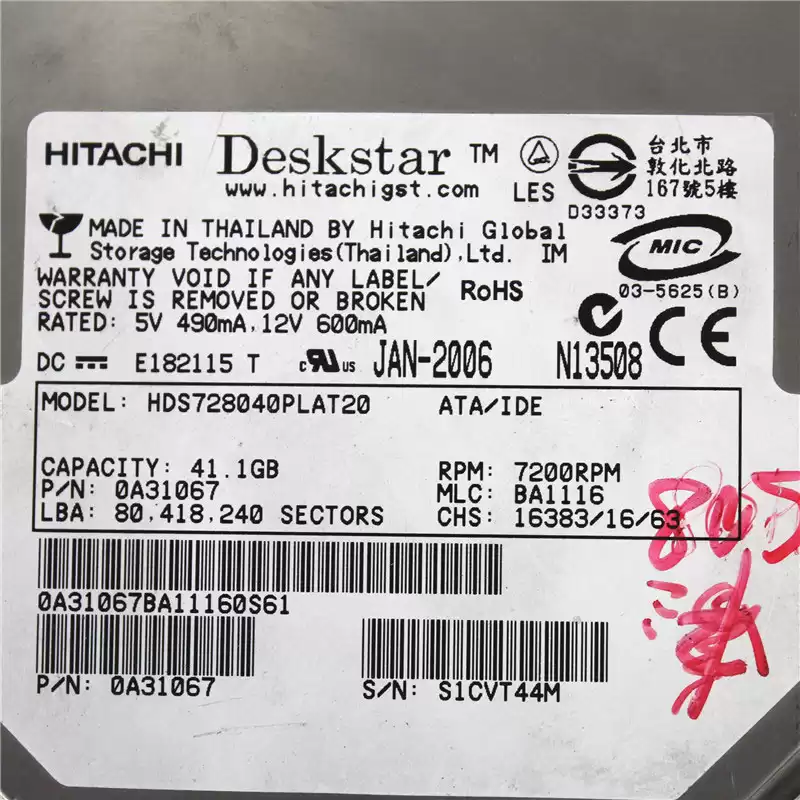 HITACHI Deskstar™
www.hitachigst.com
LES
D33373
台北市
敦化北路
167號5樓
MADE IN THAILAND BY Hitachi Global
Storage Technologies(Thailand),Ltd. IM
MIC
03-5625(B)
WARRANTY VOID IF ANY LABEL/
SCREW IS REMOVED OR BROKEN
RoHS
RATED: 5V 490mA,12V 600mA
DC E182115 T c RU us JAN-2006 N13508 CE
MODEL: HDS728040PLAT20 ATA/IDE
CAPACITY: 41.1GB RPM: 7200RPM
P/N: 0A31067 MLC: BA1116
LBA: 80,418,240 SECTORS CHS: 16383/16/63
805
0A31067BA11160S61
P/N: 0A31067 S/N: S1CVT44M